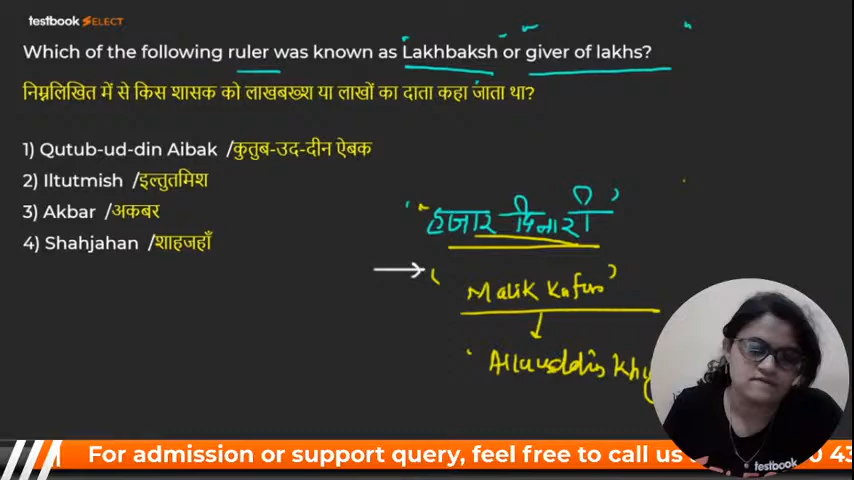 testbook SELECT
Which of the following ruler was known as Lakhbaksh or giver of lakhs?
निम्नलिखित में से किस शासक को लाखबख्श या लाखों का दाता कहा जाता था?
1) Qutub-ud-din Aibak /कुतुब-उद-दीन ऐबक
2) Iltutmish /इल्तुतमिश
3) Akbar /अकबर
4) Shahjahan /शाहजहाँ
हजार दिनारी
Malik Kafur
Allauddin Khi
testbook
For admission or support query, feel free to call us